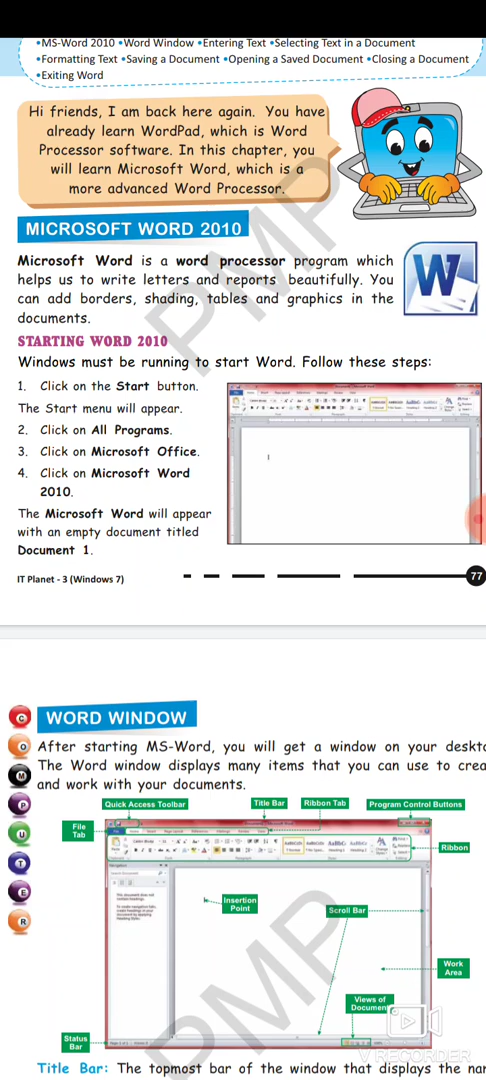 •MS-Word 2010 •Word Window •Entering Text •Selecting Text in a Document
•Formatting Text •Saving a Document •Opening a Saved Document •Closing a Document
•Exiting Word
Hi friends, I am back here again. You have
already learn WordPad, which is Word
Processor software. In this chapter, you
will learn Microsoft Word, which is a
more advanced Word Processor.
MICROSOFT WORD 2010
Microsoft Word is a word processor program which
helps us to write letters and reports beautifully. You
can add borders, shading, tables and graphics in the
documents.
W
STARTING WORD 2010
Windows must be running to start Word. Follow these steps:
1. Click on the Start button.
The Start menu will appear.
2. Click on All Programs.
3. Click on Microsoft Office.
4. Click on Microsoft Word
2010.
The Microsoft Word will appear
with an empty document titled
Document 1.
IT Planet - 3 (Windows 7)
77
PMP
COMPUTER
WORD WINDOW
After starting MS-Word, you will get a window on your
The Word window displays many items that you can use to
and work with your documents.
Quick Access Toolbar
Title Bar
Ribbon Tab
Program Control Buttons
File
Tab
Ribbon
Insertion
Point
Scroll Bar
Work
Area
Views of
Document
Status
Bar
PMP
V RECORDER
Title Bar: The topmost bar of the window that displays the